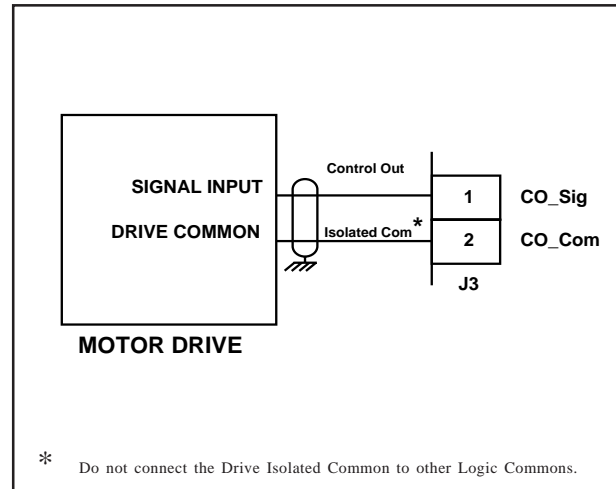 Control Out
SIGNAL INPUT
1 CO_Sig
DRIVE COMMON
Isolated Com *
2 CO_Com
J3
MOTOR DRIVE
* Do not connect the Drive Isolated Common to other Logic Commons.